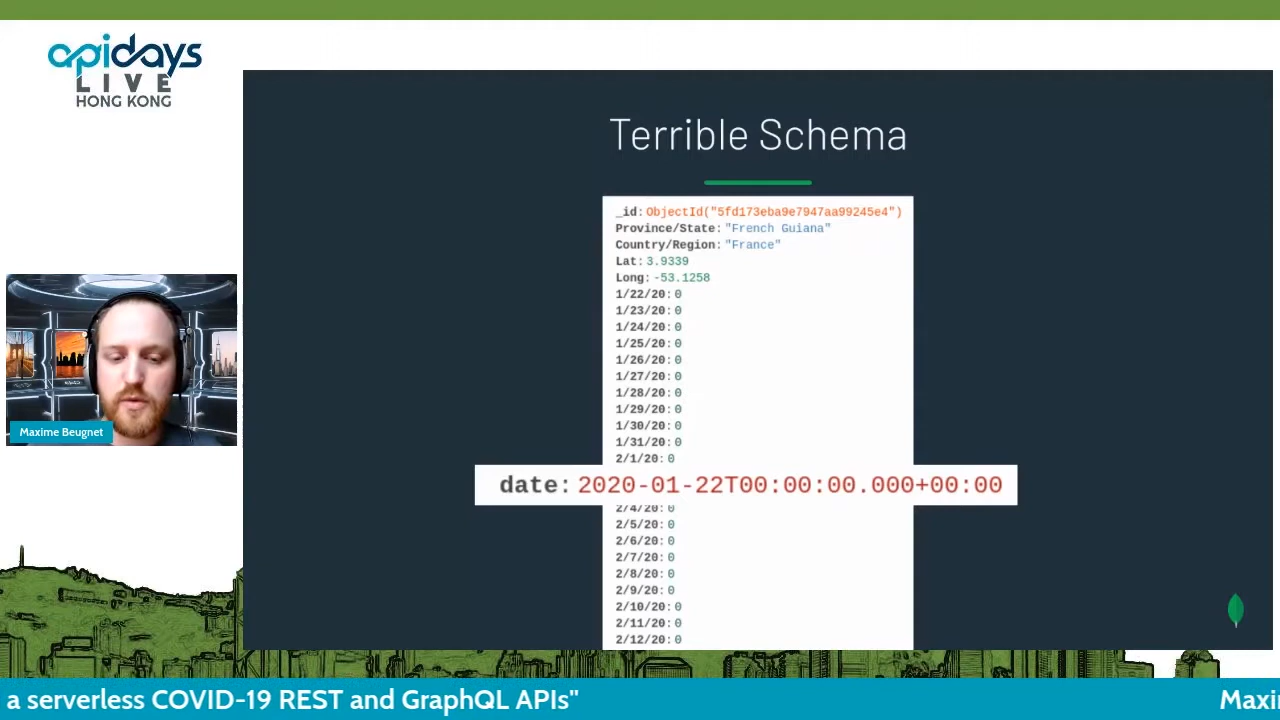 apidays
LIVE
HONG KONG
Terrible Schema
_id: ObjectId("5fd173eba9e7947aa99245e4")
Province/State: "French Guiana"
Country/Region: "France"
Lat: 3.9339
Long: -53.1258
1/22/20: 0
1/23/20: 0
1/24/20: 0
1/25/20: 0
1/26/20: 0
1/27/20: 0
1/28/20: 0
1/29/20: 0
1/30/20: 0
1/31/20: 0
2/1/20: 0
date: 2020-01-22T00:00:00.000+00:00
2/4/20: 0
2/5/20: 0
2/6/20: 0
2/7/20: 0
2/8/20: 0
2/9/20: 0
2/10/20: 0
2/11/20: 0
2/12/20: 0
Maxime Beugnet
a serverless COVID-19 REST and GraphQL APIs" Maxin